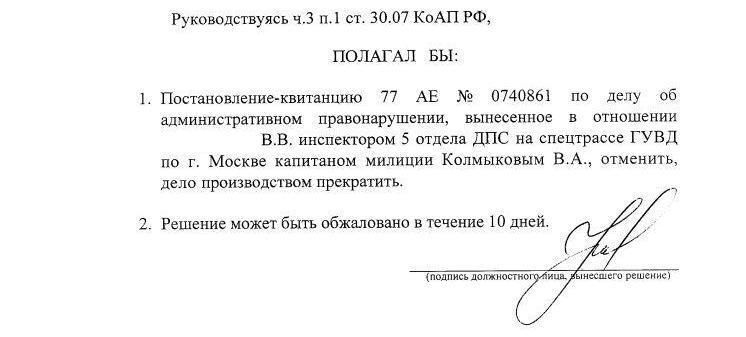 Руководствуясь ч.3 п.1 ст. 30.07 КоАП РФ,
ПОЛАГАЛ БЫ:
1. Постановление-квитанцию 77 АЕ № 0740861 по делу об
административном правонарушении, вынесенное в отношении
В.В. инспектором 5 отдела ДПС на спецтрассе ГУВД
по г. Москве капитаном милиции Колмыковым В.А., отменить,
дело производством прекратить.
2. Решение может быть обжаловано в течение 10 дней.
(подпись должностного лица, вынесшего решение)